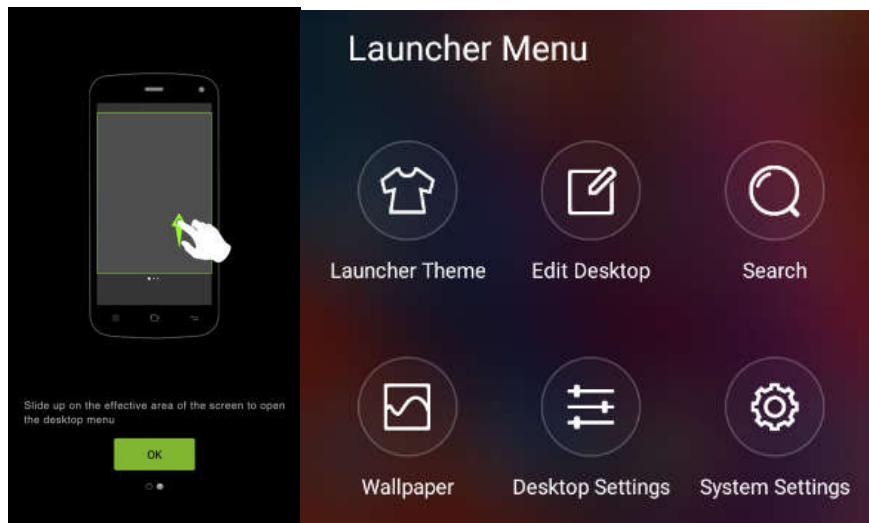 Slide up on the effective area of the screen to open
the desktop menu
OK
Launcher Menu
Launcher Theme
Edit Desktop
Search
Wallpaper
Desktop Settings
System Settings